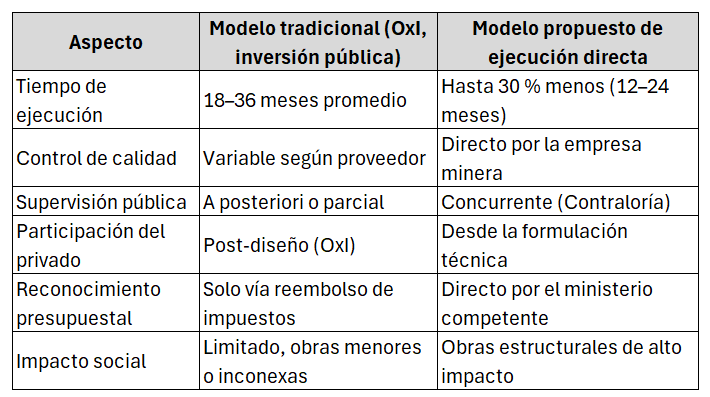 Aspecto
Modelo tradicional (OxI,
inversión pública)
Modelo propuesto de
ejecución directa
Tiempo de
ejecución
18–36 meses promedio
Hasta 30 % menos (12–24
meses)
Control de calidad
Variable según proveedor
Directo por la empresa
minera
Supervisión pública
A posteriori o parcial
Concurrente (Contraloría)
Participación del
privado
Post-diseño (OxI)
Desde la formulación
técnica
Reconocimiento
presupuestal
Solo vía reembolso de
impuestos
Directo por el ministerio
competente
Impacto social
Limitado, obras menores
o inconexas
Obras estructurales de alto
impacto